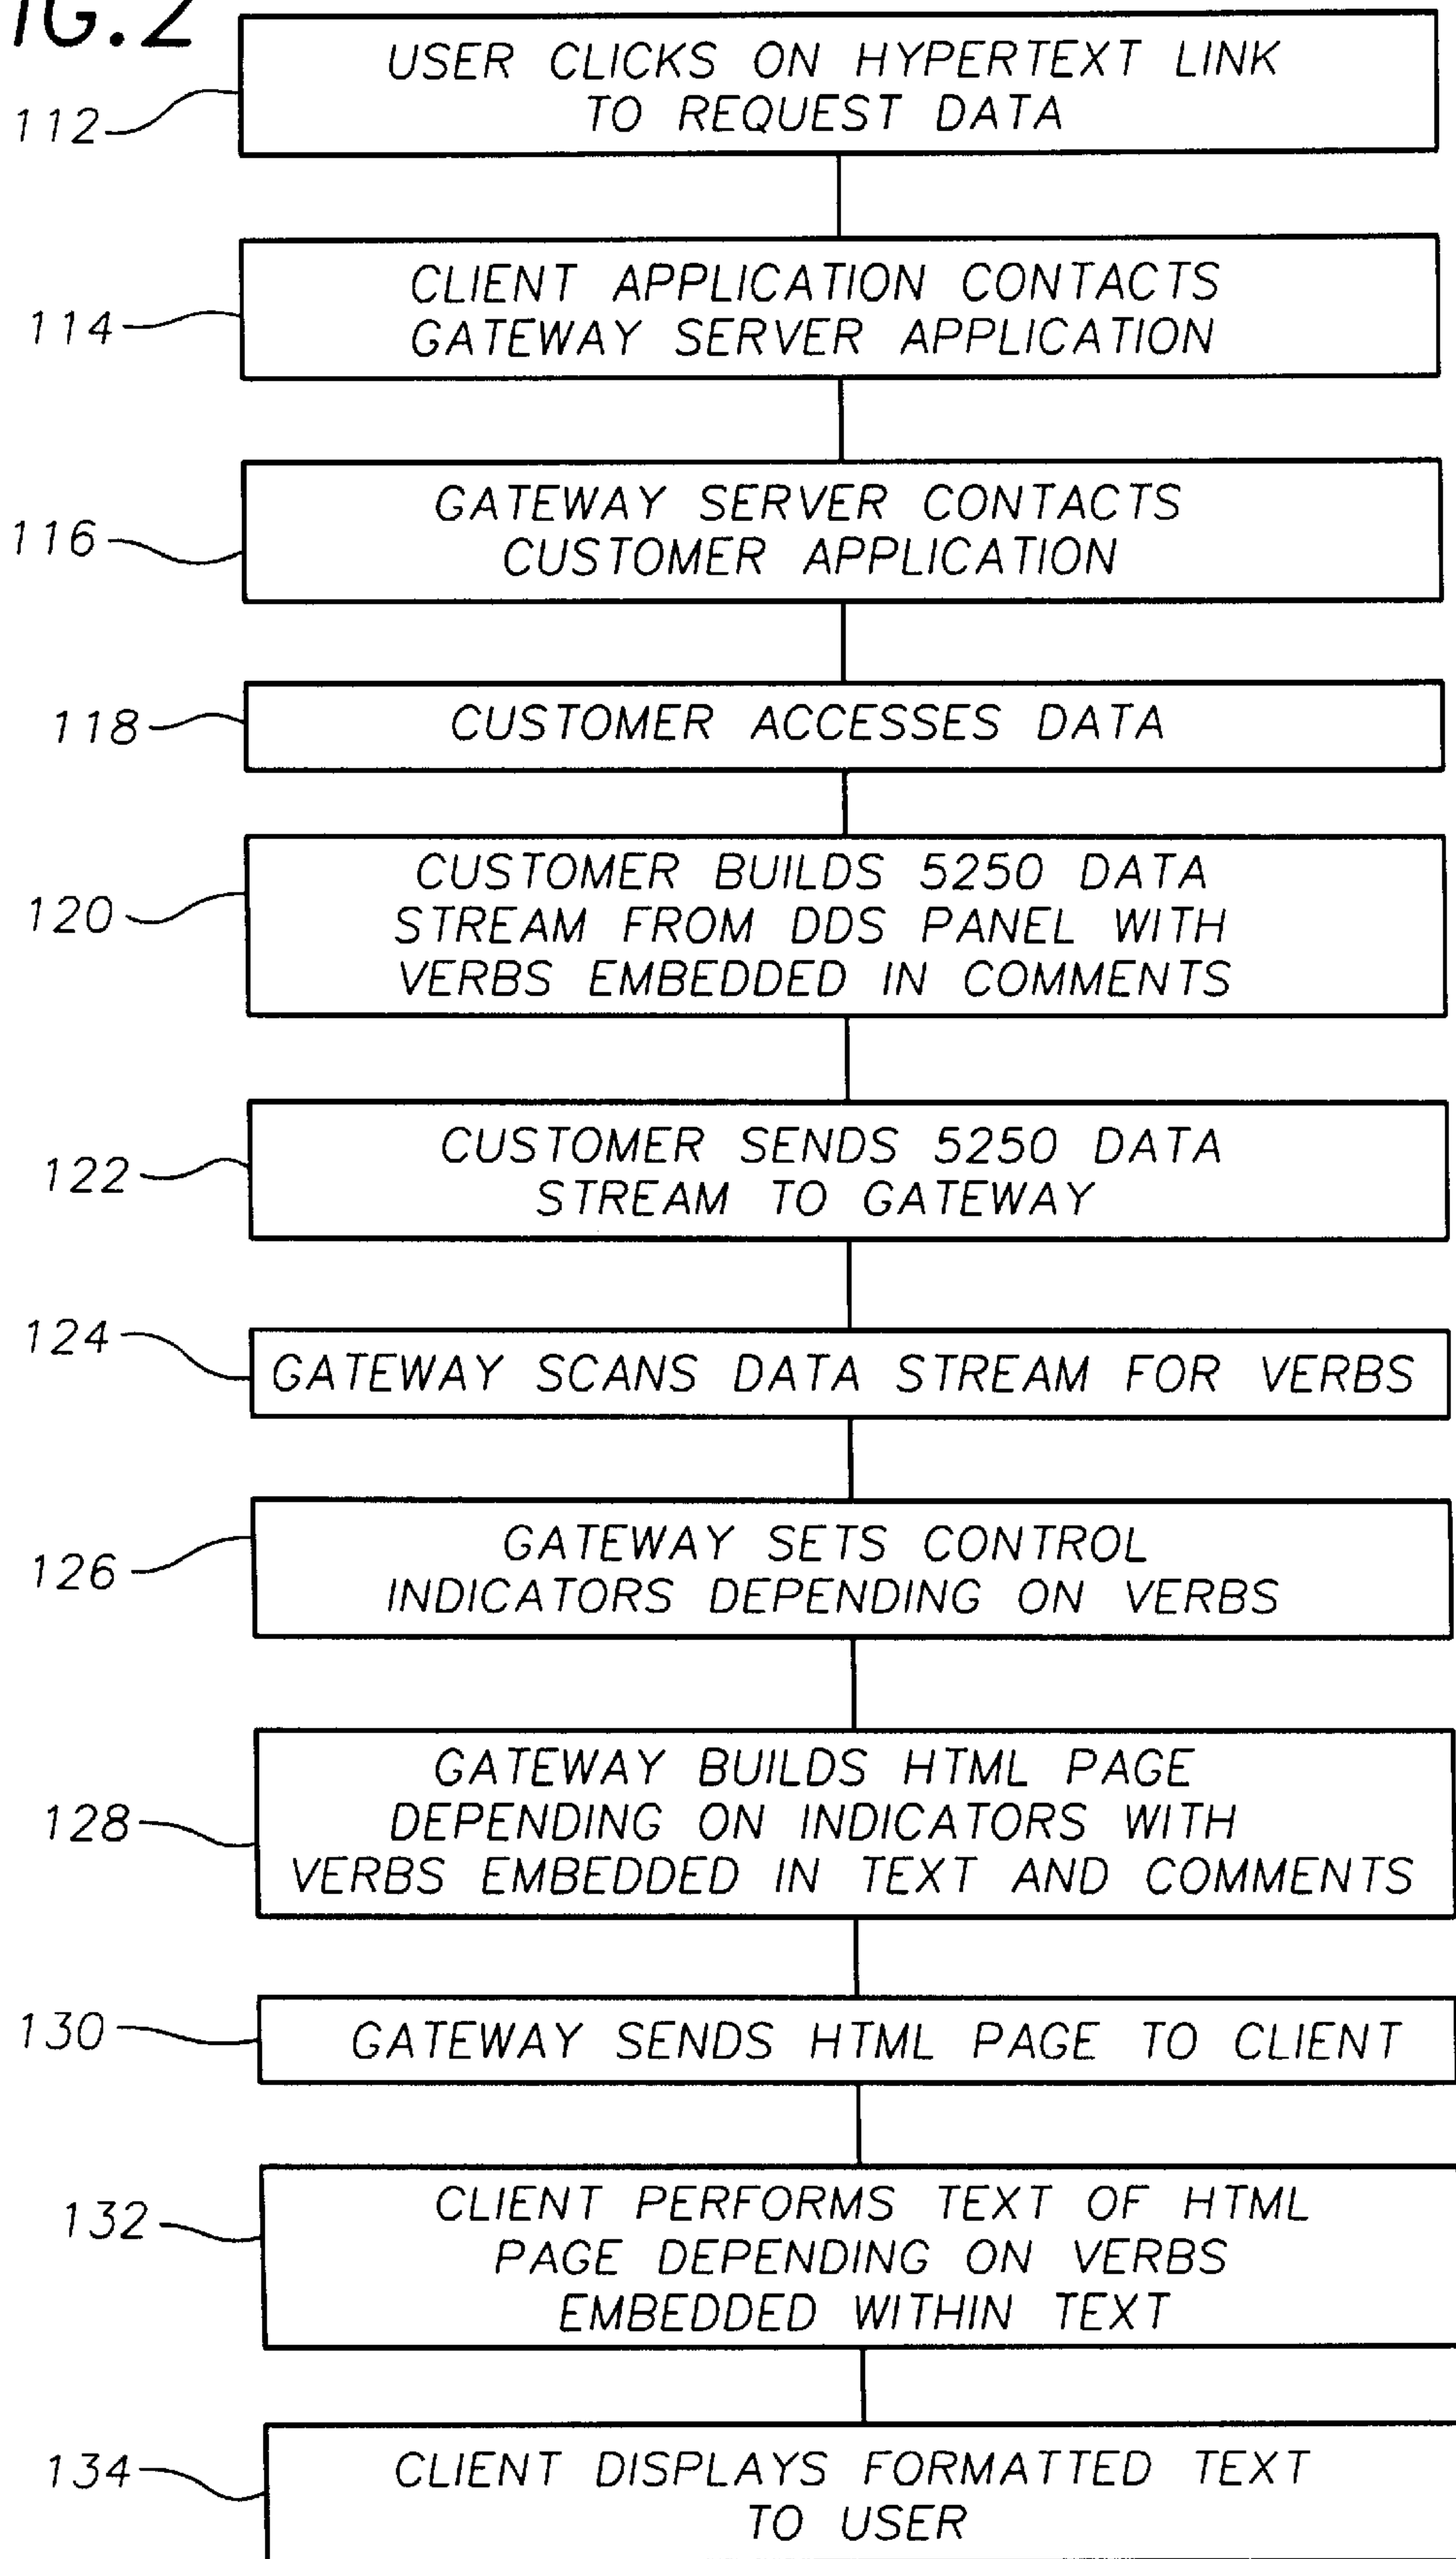 IG.2
USER CLICKS ON HYPERTEXT LINK
TO REQUEST DATA
112
CLIENT APPLICATION CONTACTS
GATEWAY SERVER APPLICATION
114
GATEWAY SERVER CONTACTS
CUSTOMER APPLICATION
116
CUSTOMER ACCESSES DATA
118
CUSTOMER BUILDS 5250 DATA
STREAM FROM DDS PANEL WITH
VERBS EMBEDDED IN COMMENTS
120
CUSTOMER SENDS 5250 DATA
STREAM TO GATEWAY
122
GATEWAY SCANS DATA STREAM FOR VERBS
124
GATEWAY SETS CONTROL
INDICATORS DEPENDING ON VERBS
126
GATEWAY BUILDS HTML PAGE
DEPENDING ON INDICATORS WITH
VERBS EMBEDDED IN TEXT AND COMMENTS
128
GATEWAY SENDS HTML PAGE TO CLIENT
130
CLIENT PERFORMS TEXT OF HTML
PAGE DEPENDING ON VERBS
EMBEDDED WITHIN TEXT
132
CLIENT DISPLAYS FORMATTED TEXT
TO USER
134